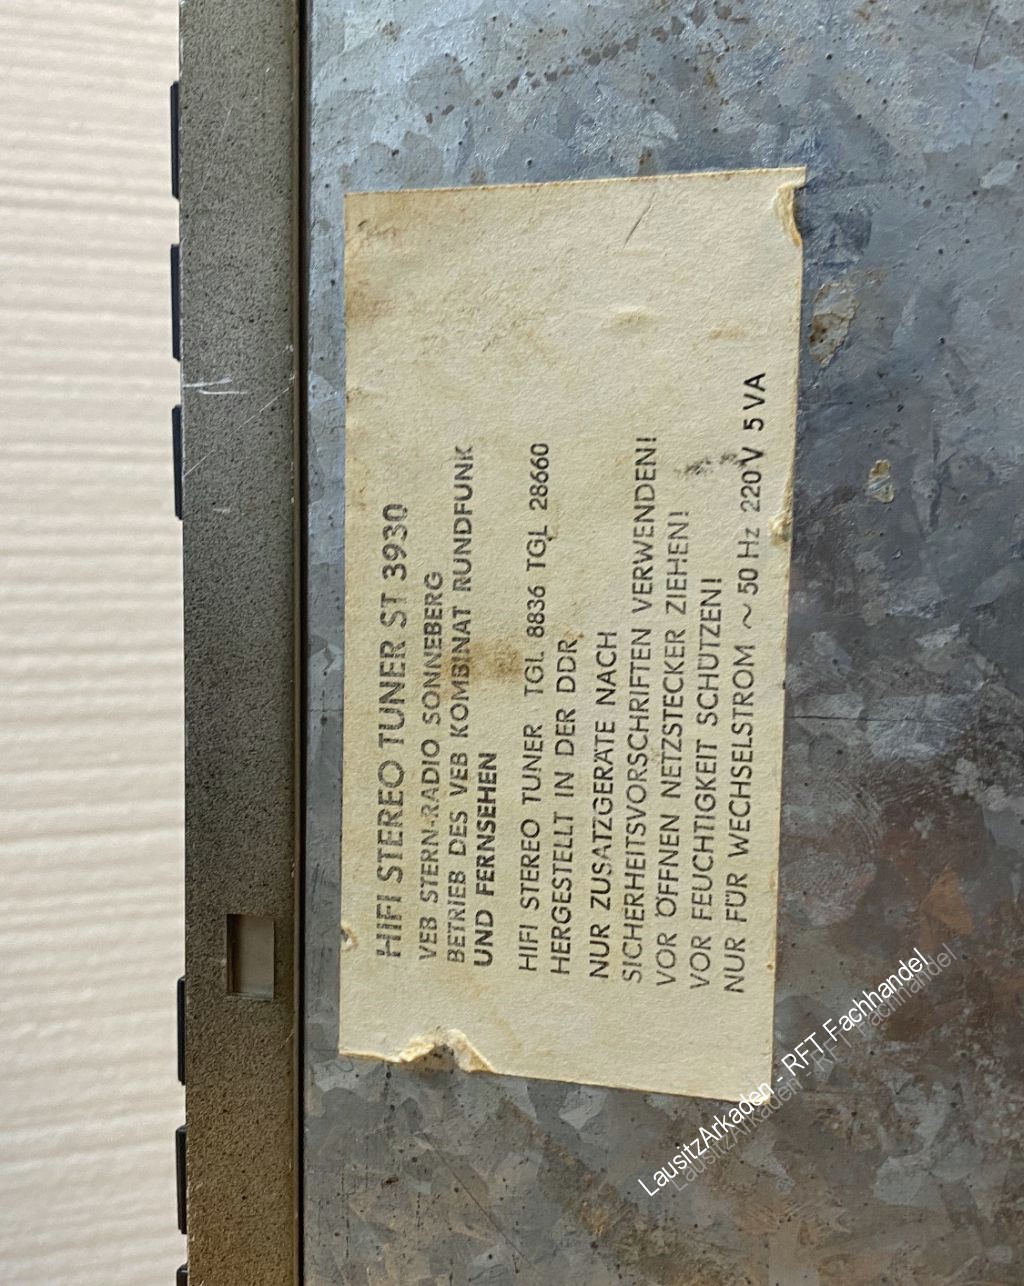 HIFI STEREO TUNER ST 3930
VEB STERN-RADIO SONNEBERG
BETRIEB DES VEB KOMBINAT RUNDFUNK
UND FERNSEHEN
HIFI STEREO TUNER TGL 8836 TGL 28660
HERGESTELLT IN DER DDR
NUR ZUSATZGERÄTE NACH
SICHERHEITSVORSCHRIFTEN VERWENDEN!
VOR ÖFFNEN NETZSTECKER ZIEHEN!
VOR FEUCHTIGKEIT SCHÜTZEN!
NUR FÜR WECHSELSTROM ~ 50 Hz 220V 5 VA
LausitzArkaden - RFT Fachhandel